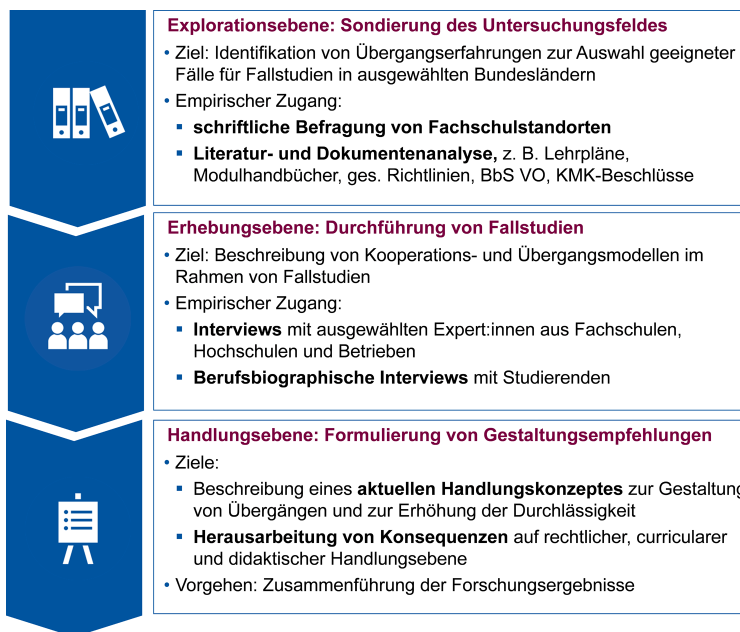 Explorationsebene: Sondierung des Untersuchungsfeldes
• Ziel: Identifikation von Übergangserfahrungen zur Auswahl geeigneter
Fälle für Fallstudien in ausgewählten Bundesländern
• Empirischer Zugang:
▪ schriftliche Befragung von Fachschulstandorten
▪ Literatur- und Dokumentenanalyse, z. B. Lehrpläne,
Modulhandbücher, ges. Richtlinien, BbS VO, KMK-Beschlüsse
Erhebungsebene: Durchführung von Fallstudien
• Ziel: Beschreibung von Kooperations- und Übergangsmodellen im
Rahmen von Fallstudien
• Empirischer Zugang:
▪ Interviews mit ausgewählten Expert:innen aus Fachschulen,
Hochschulen und Betrieben
▪ Berufsbiographische Interviews mit Studierenden
Handlungsebene: Formulierung von Gestaltungsempfehlungen
• Ziele:
▪ Beschreibung eines aktuellen Handlungskonzeptes zur Gestaltung
von Übergängen und zur Erhöhung der Durchlässigkeit
▪ Herausarbeitung von Konsequenzen auf rechtlicher, curricularer
und didaktischer Handlungsebene
• Vorgehen: Zusammenführung der Forschungsergebnisse